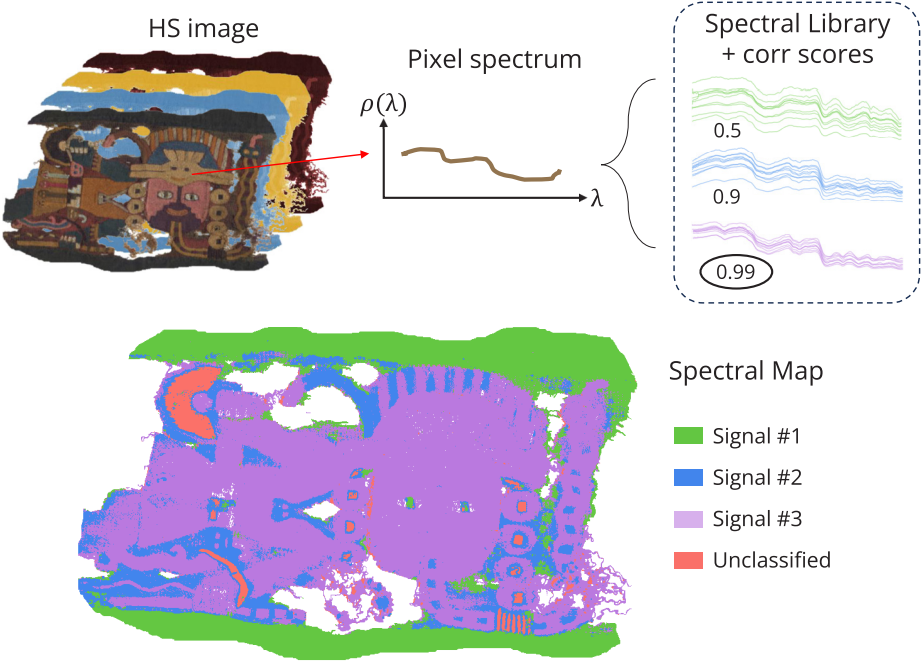 HS image
Pixel spectrum
ρ(λ)
λ
Spectral Library
+ corr scores
0.5
0.9
0.99
Spectral Map
Signal #1
Signal #2
Signal #3
Unclassified